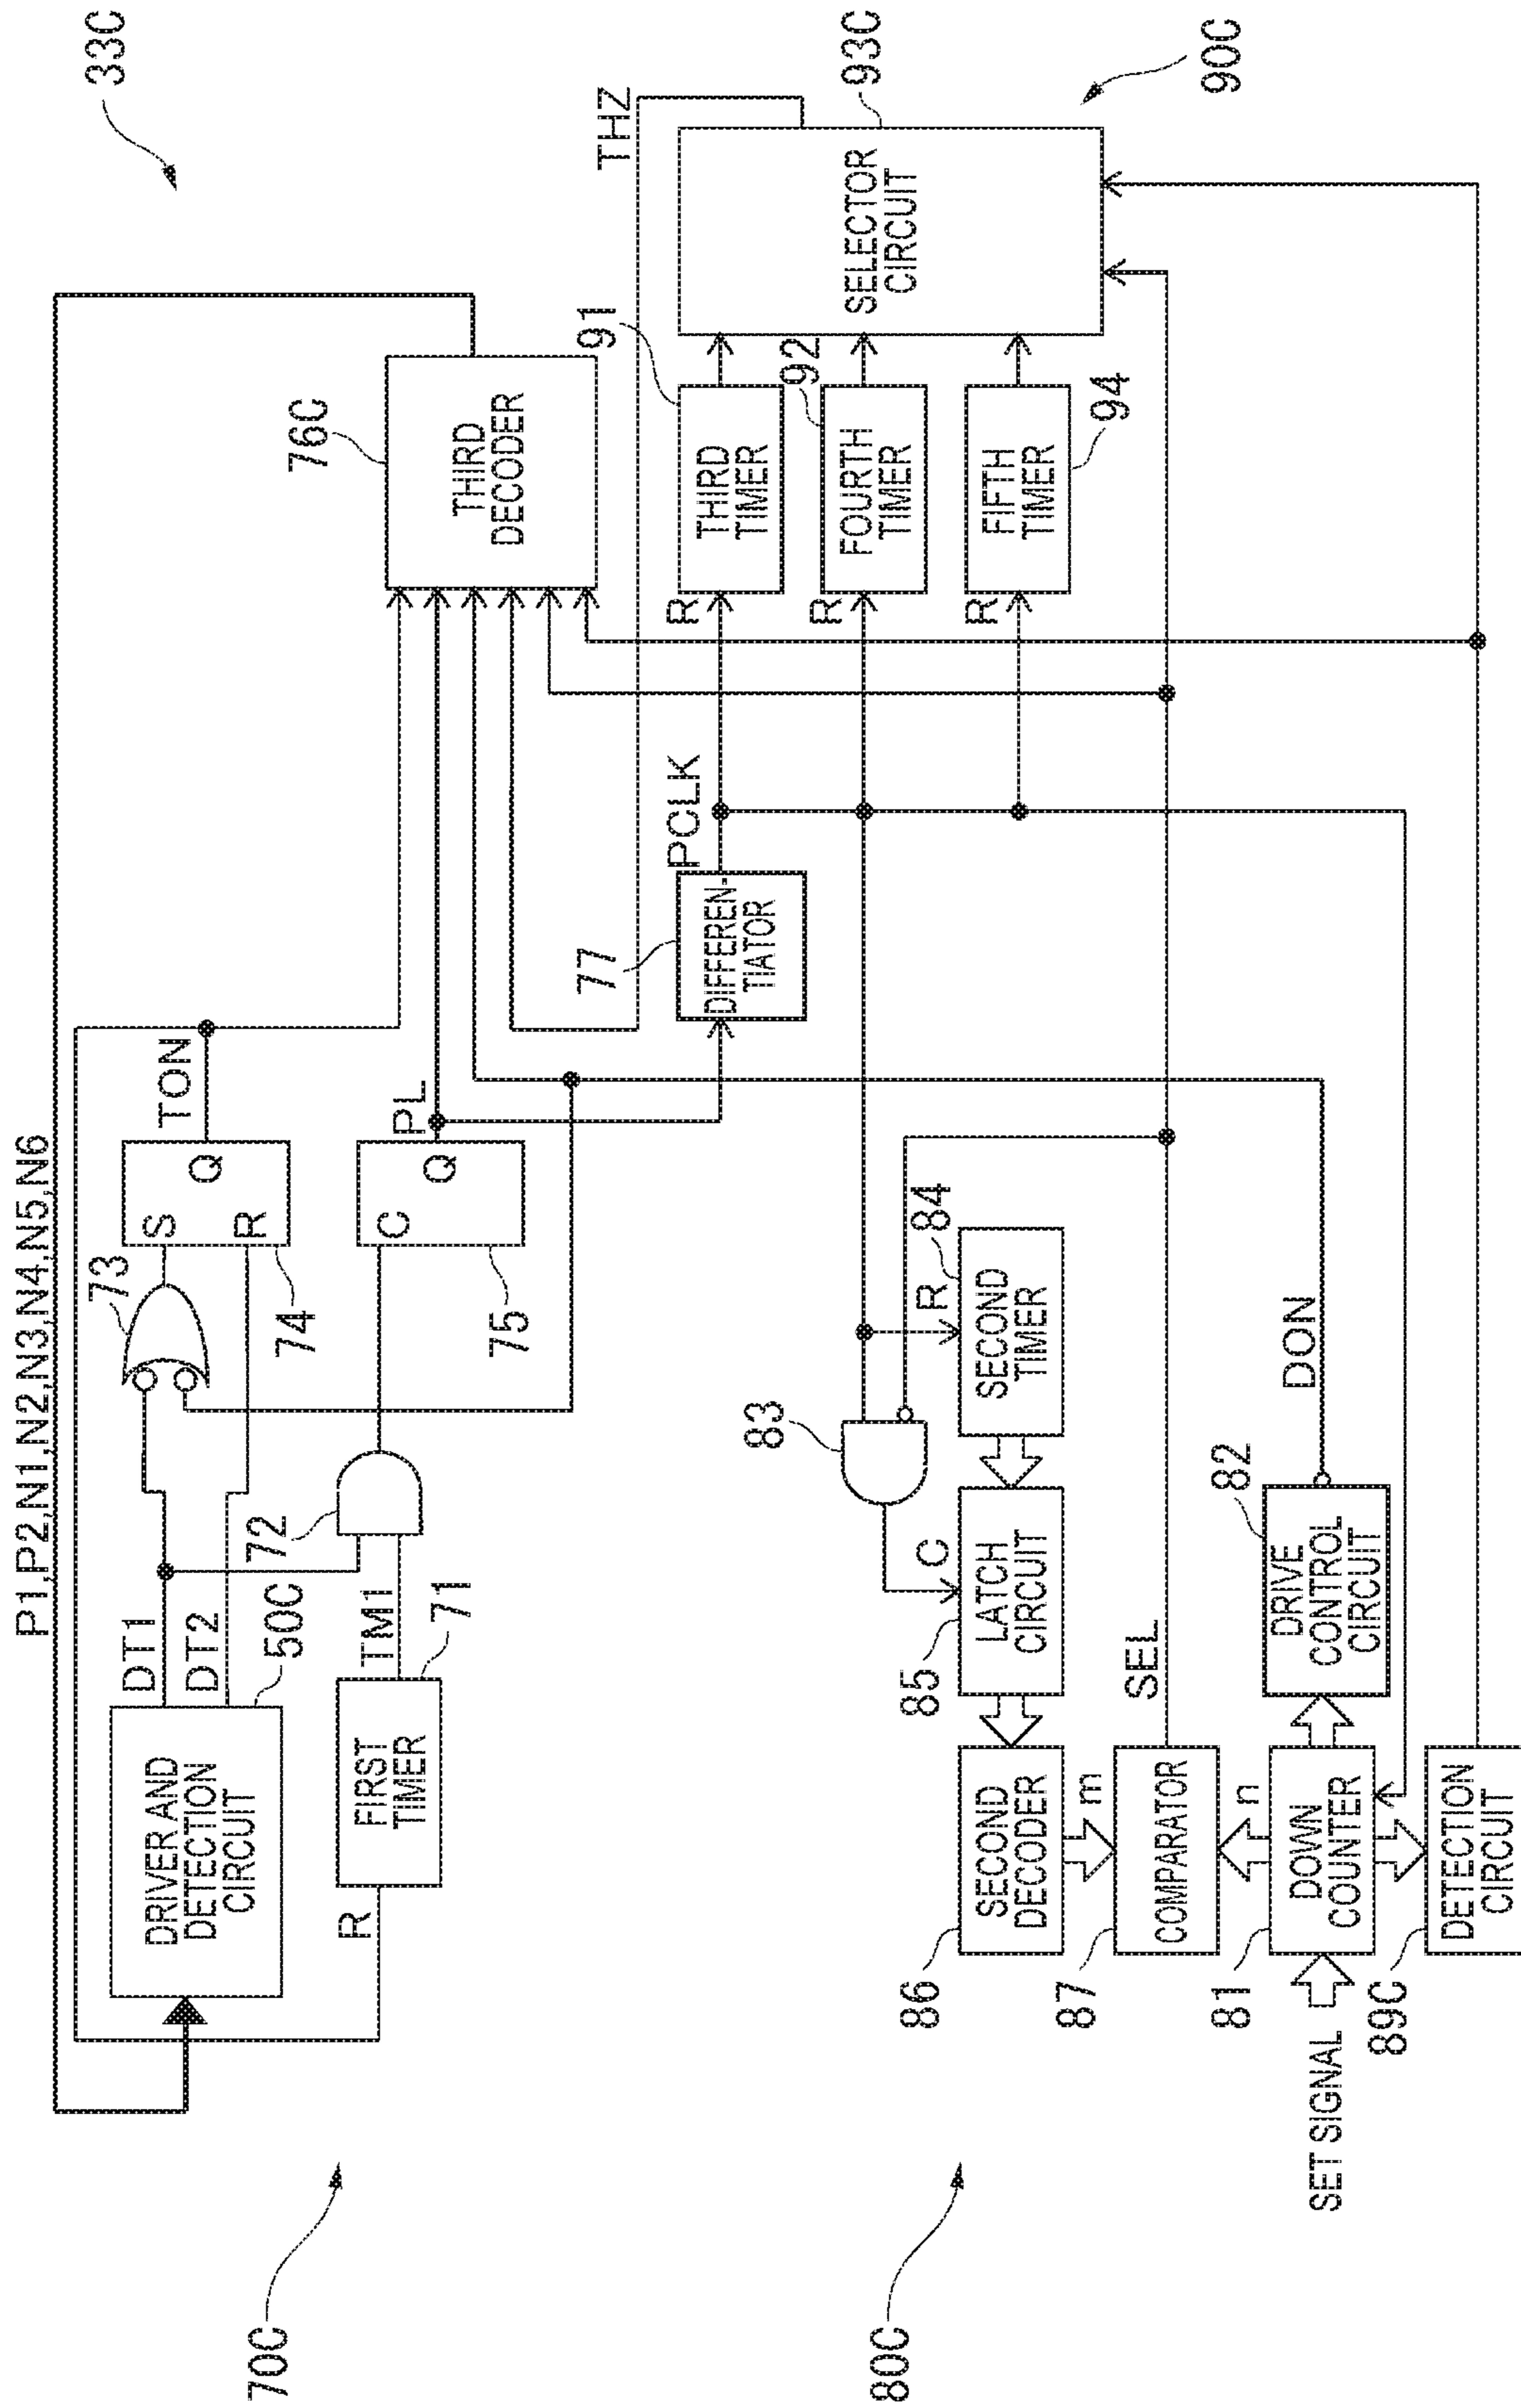 33C
P1,P2,N1,N2,N3,N4,N5,N6
DT1
DT2
50C
DRIVER AND
DETECTION
CIRCUIT
R
FIRST
TIMER
TM1
71
72
73
S
R
Q
74
TON
C
Q
75
PL
76C
THIRD
DECODER
70C
77
DIFFEREN-
TIATOR
PCLK
R
THIRD
TIMER
91
R
FOURTH
TIMER
92
R
FIFTH
TIMER
94
THZ
SELECTOR
CIRCUIT
93C
90C
83
R
84
SECOND
TIMER
C
85
LATCH
CIRCUIT
86
SECOND
DECODER
m
87
COMPARATOR
SEL
n
81
DOWN
COUNTER
SET SIGNAL
82
DRIVE
CONTROL
CIRCUIT
DON
89C
DETECTION
CIRCUIT
80C